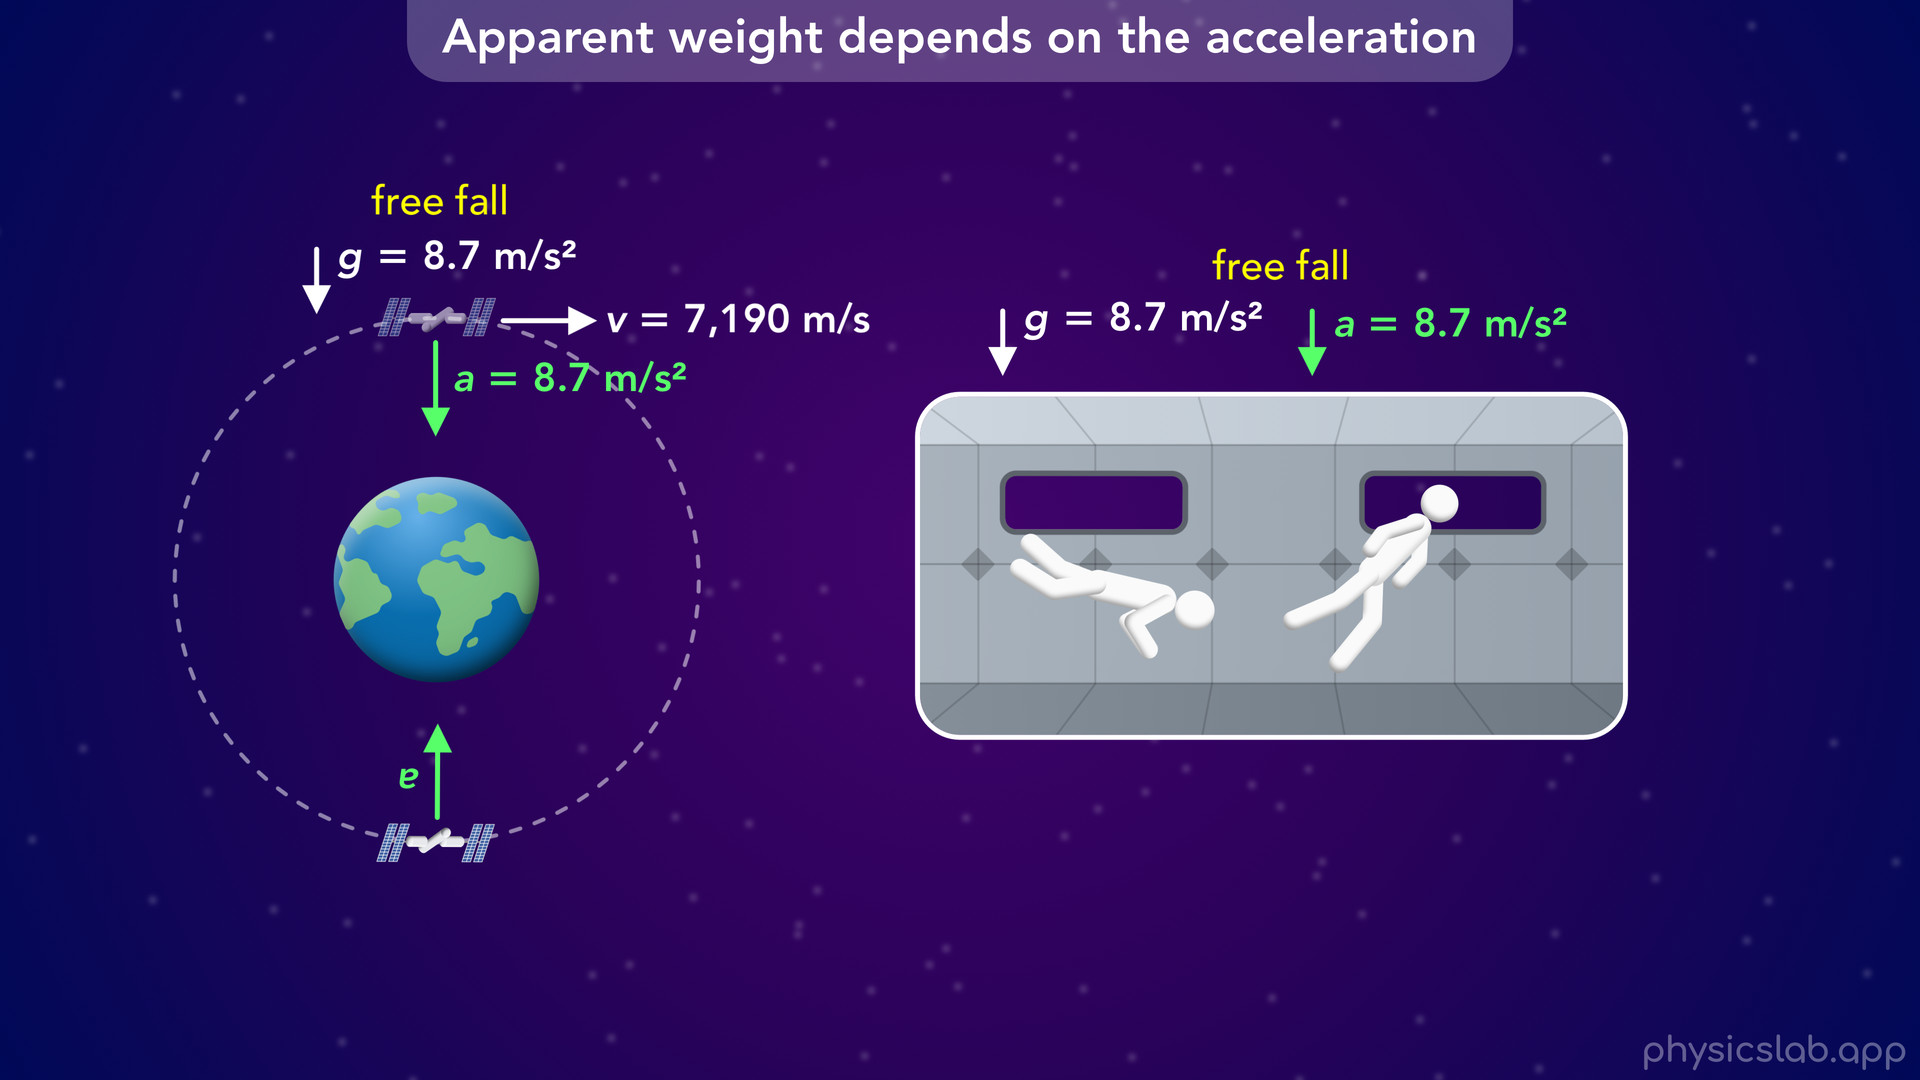 Apparent weight depends on the acceleration
free fall
g = 8.7 m/s²
v = 7,190 m/s
a = 8.7 m/s²
a
free fall
g = 8.7 m/s²
a = 8.7 m/s²
physicslab.app